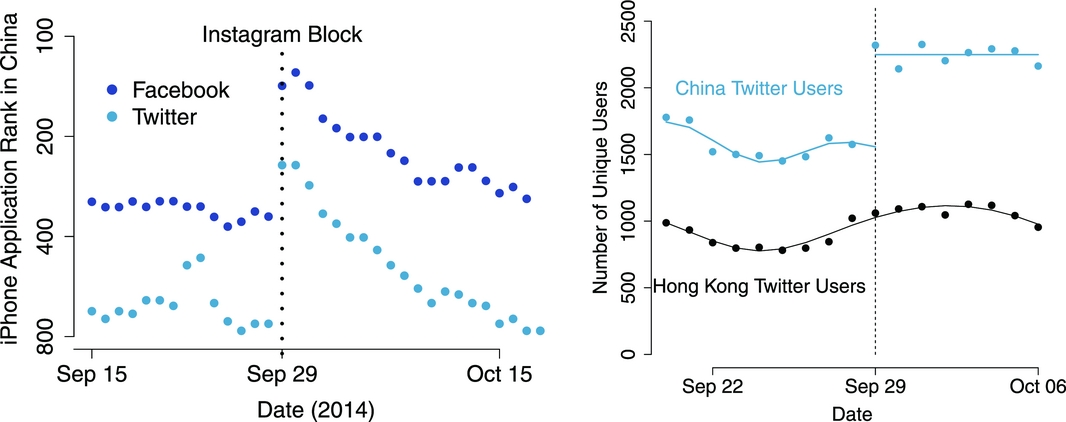 Instagram Block
Facebook
Twitter
iPhone Application Rank in China
100
200
400
800
Sep 15
Sep 29
Oct 15
Date (2014)
China Twitter Users
Hong Kong Twitter Users
Number of Unique Users
2500
2000
1500
1000
500
0
Sep 22
Sep 29
Oct 06
Date